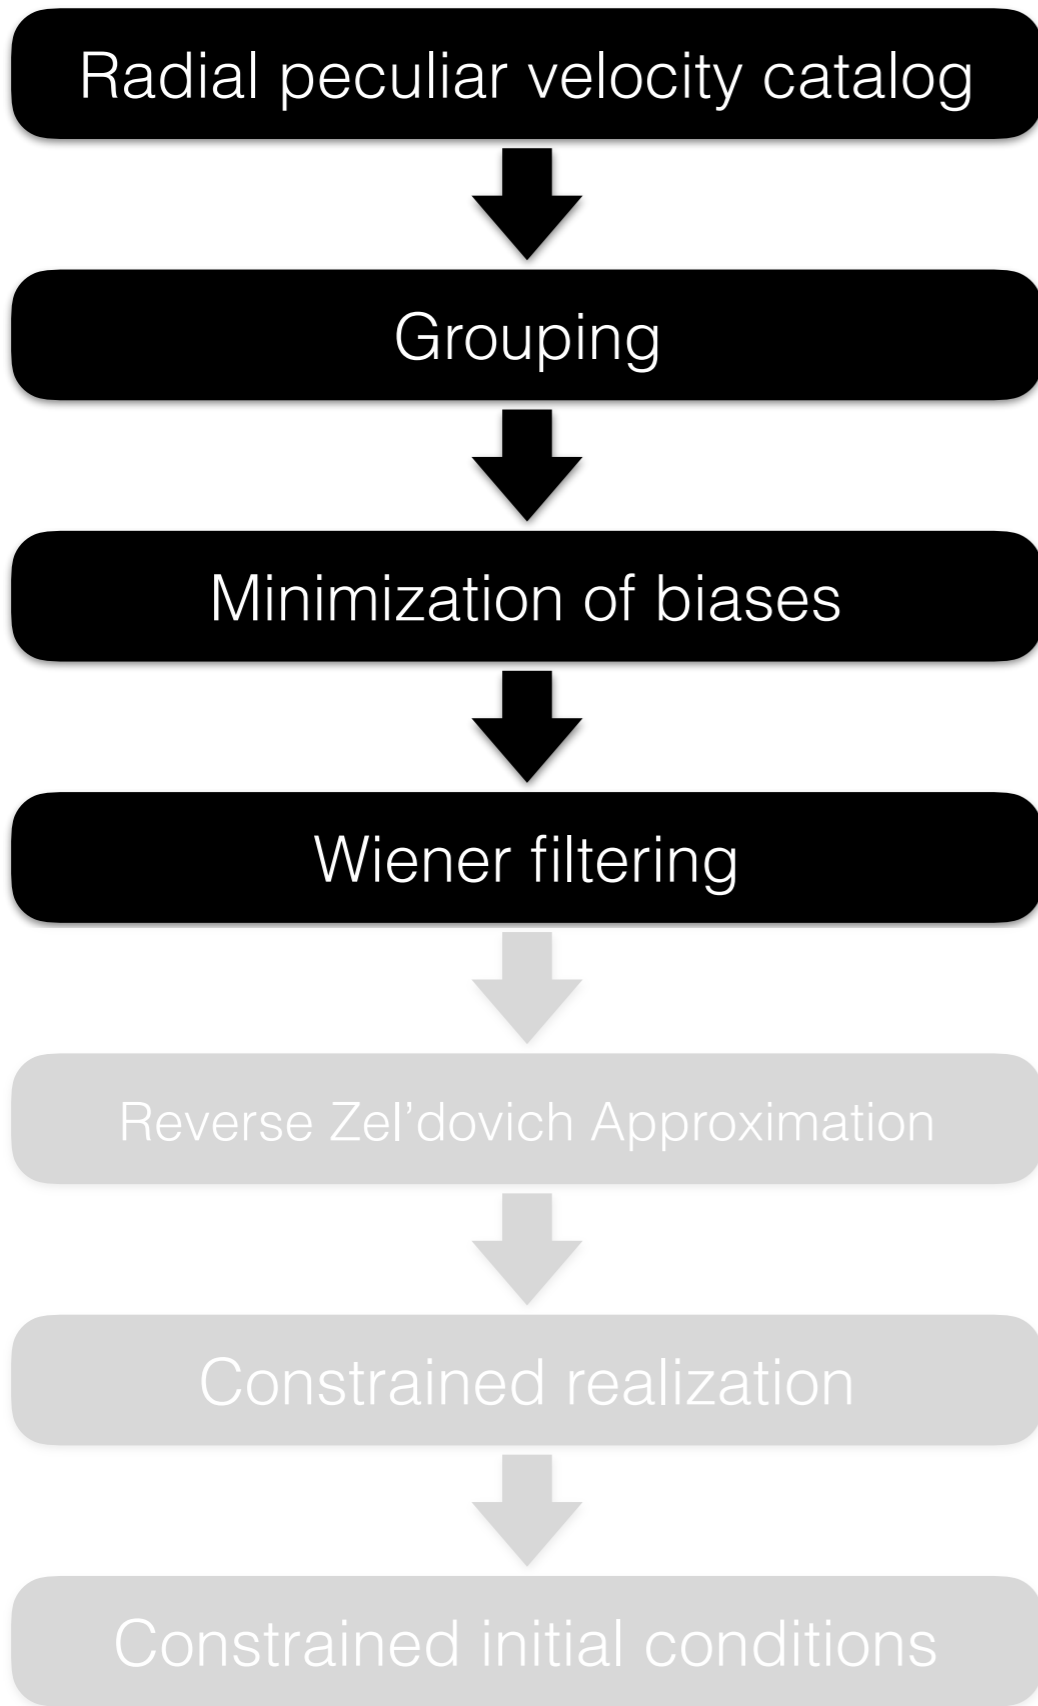 Radial peculiar velocity catalog
Grouping
Minimization of biases
Wiener filtering
Reverse Zel’dovich Approximation
Constrained realization
Constrained initial conditions